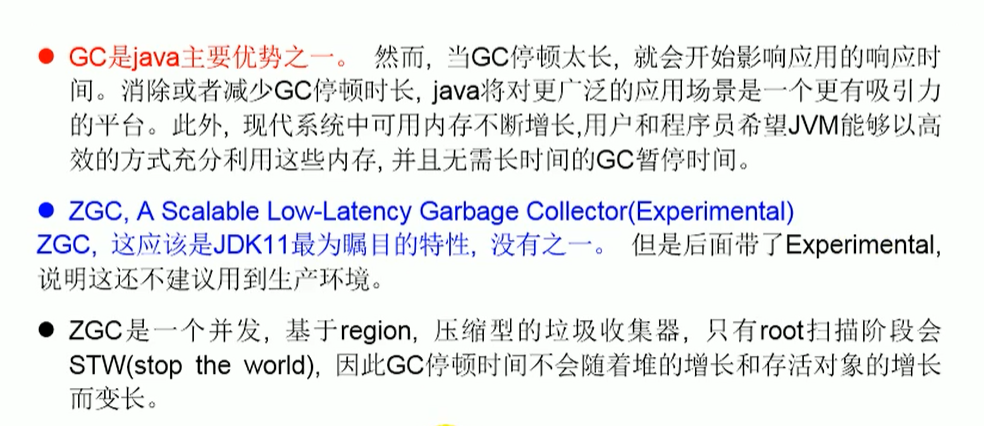 ● GC是java主要优势之一。 然而, 当GC停顿太长, 就会开始影响应用的响应时
间。消除或者减少GC停顿时长, java将对更广泛的应用场景是一个更有吸引力
的平台。此外, 现代系统中可用内存不断增长,用户和程序员希望JVM能够以高
效的方式充分利用这些内存, 并且无需长时间的GC暂停时间。
● ZGC, A Scalable Low-Latency Garbage Collector(Experimental)
ZGC, 这应该是JDK11最为瞩目的特性, 没有之一。 但是后面带了Experimental,
说明这还不建议用到生产环境。
● ZGC是一个并发, 基于region, 压缩型的垃圾收集器, 只有root扫描阶段会
STW(stop the world), 因此GC停顿时间不会随着堆的增长和存活对象的增长
而变长。